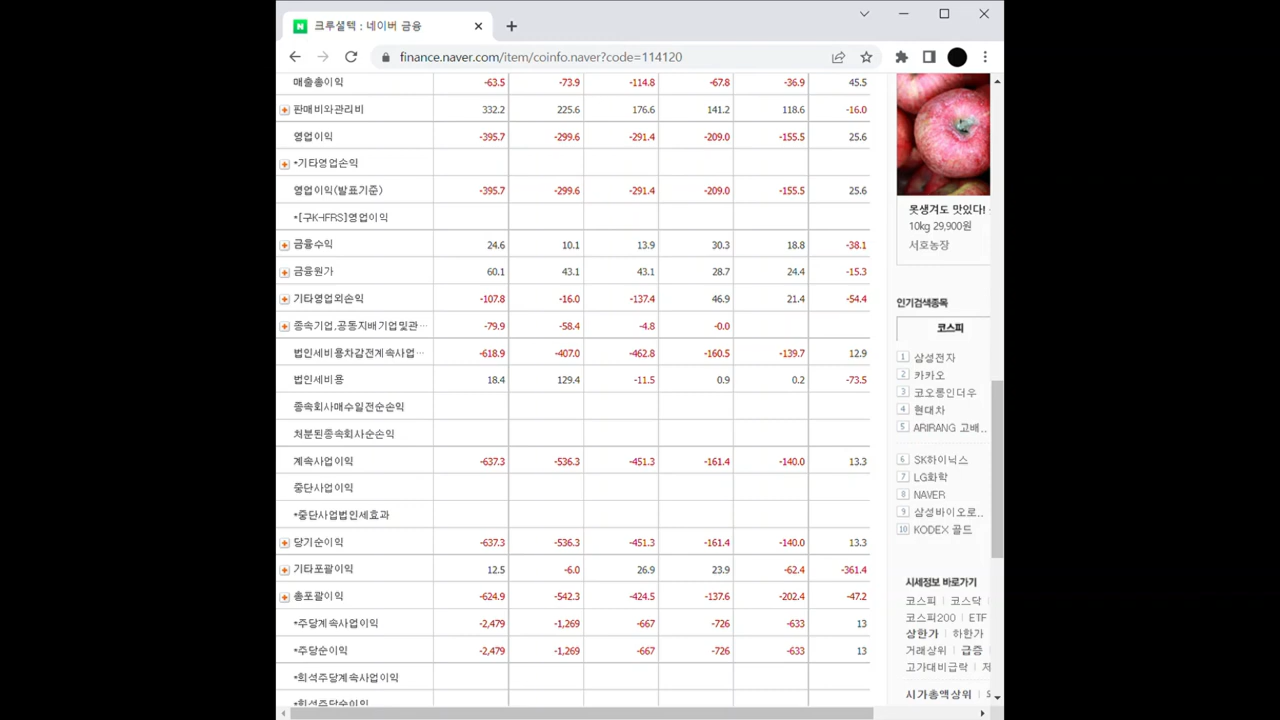 크루셜텍 : 네이버 금융
finance.naver.com/item/coinfo.naver?code=114120
매출총이익 -63.5 -73.9 -114.8 -67.8 -36.9 45.5
판매비와관리비 332.2 225.6 176.6 141.2 118.6 -16.0
영업이익 -395.7 -299.6 -291.4 -209.0 -155.5 25.6
*기타영업손익
영업이익(발표기준) -395.7 -299.6 -291.4 -209.0 -155.5 25.6
*[구K-IFRS]영업이익
금융수익 24.6 10.1 13.9 30.3 18.8 -38.1
금융원가 60.1 43.1 43.1 28.7 24.4 -15.3
기타영업외손익 -107.8 -16.0 -137.4 46.9 21.4 -54.4
종속기업,공동지배기업및관… -79.9 -58.4 -4.8 -0.0
법인세비용차감전계속사업… -618.9 -407.0 -462.8 -160.5 -139.7 12.9
법인세비용 18.4 129.4 -11.5 0.9 0.2 -73.5
종속회사매수일전순손익
처분된종속회사순손익
계속사업이익 -637.3 -536.3 -451.3 -161.4 -140.0 13.3
중단사업이익
*중단사업법인세효과
당기순이익 -637.3 -536.3 -451.3 -161.4 -140.0 13.3
기타포괄이익 12.5 -6.0 26.9 23.9 -62.4 -361.4
총포괄이익 -624.9 -542.3 -424.5 -137.6 -202.4 -47.2
*주당계속사업이익 -2,479 -1,269 -667 -726 -633 13
*주당순이익 -2,479 -1,269 -667 -726 -633 13
*희석주당계속사업이익
*희석주당순이익
못생겨도 맛있다!
10kg 29,900원
서호농장
인기검색종목
코스피
1 삼성전자
2 카카오
3 코오롱인더우
4 현대차
5 ARIRANG 고배..
6 SK하이닉스
7 LG화학
8 NAVER
9 삼성바이오로..
10 KODEX 골드
시세정보 바로가기
코스피 | 코스닥 |
코스피200 | ETF
상한가 | 하한가
거래상위 | 급증 |
고가대비급락 | 저
시가총액상위 |